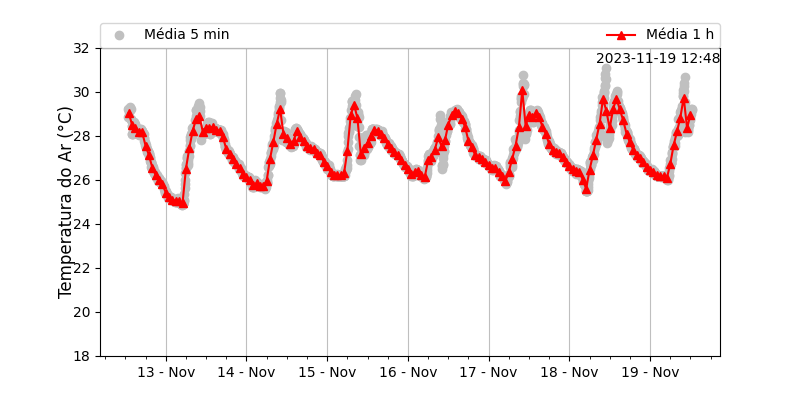 Média 5 min
Média 1 h
2023-11-19 12:48
Temperatura do Ar (°C)
32
30
28
26
24
22
20
18
13 - Nov
14 - Nov
15 - Nov
16 - Nov
17 - Nov
18 - Nov
19 - Nov